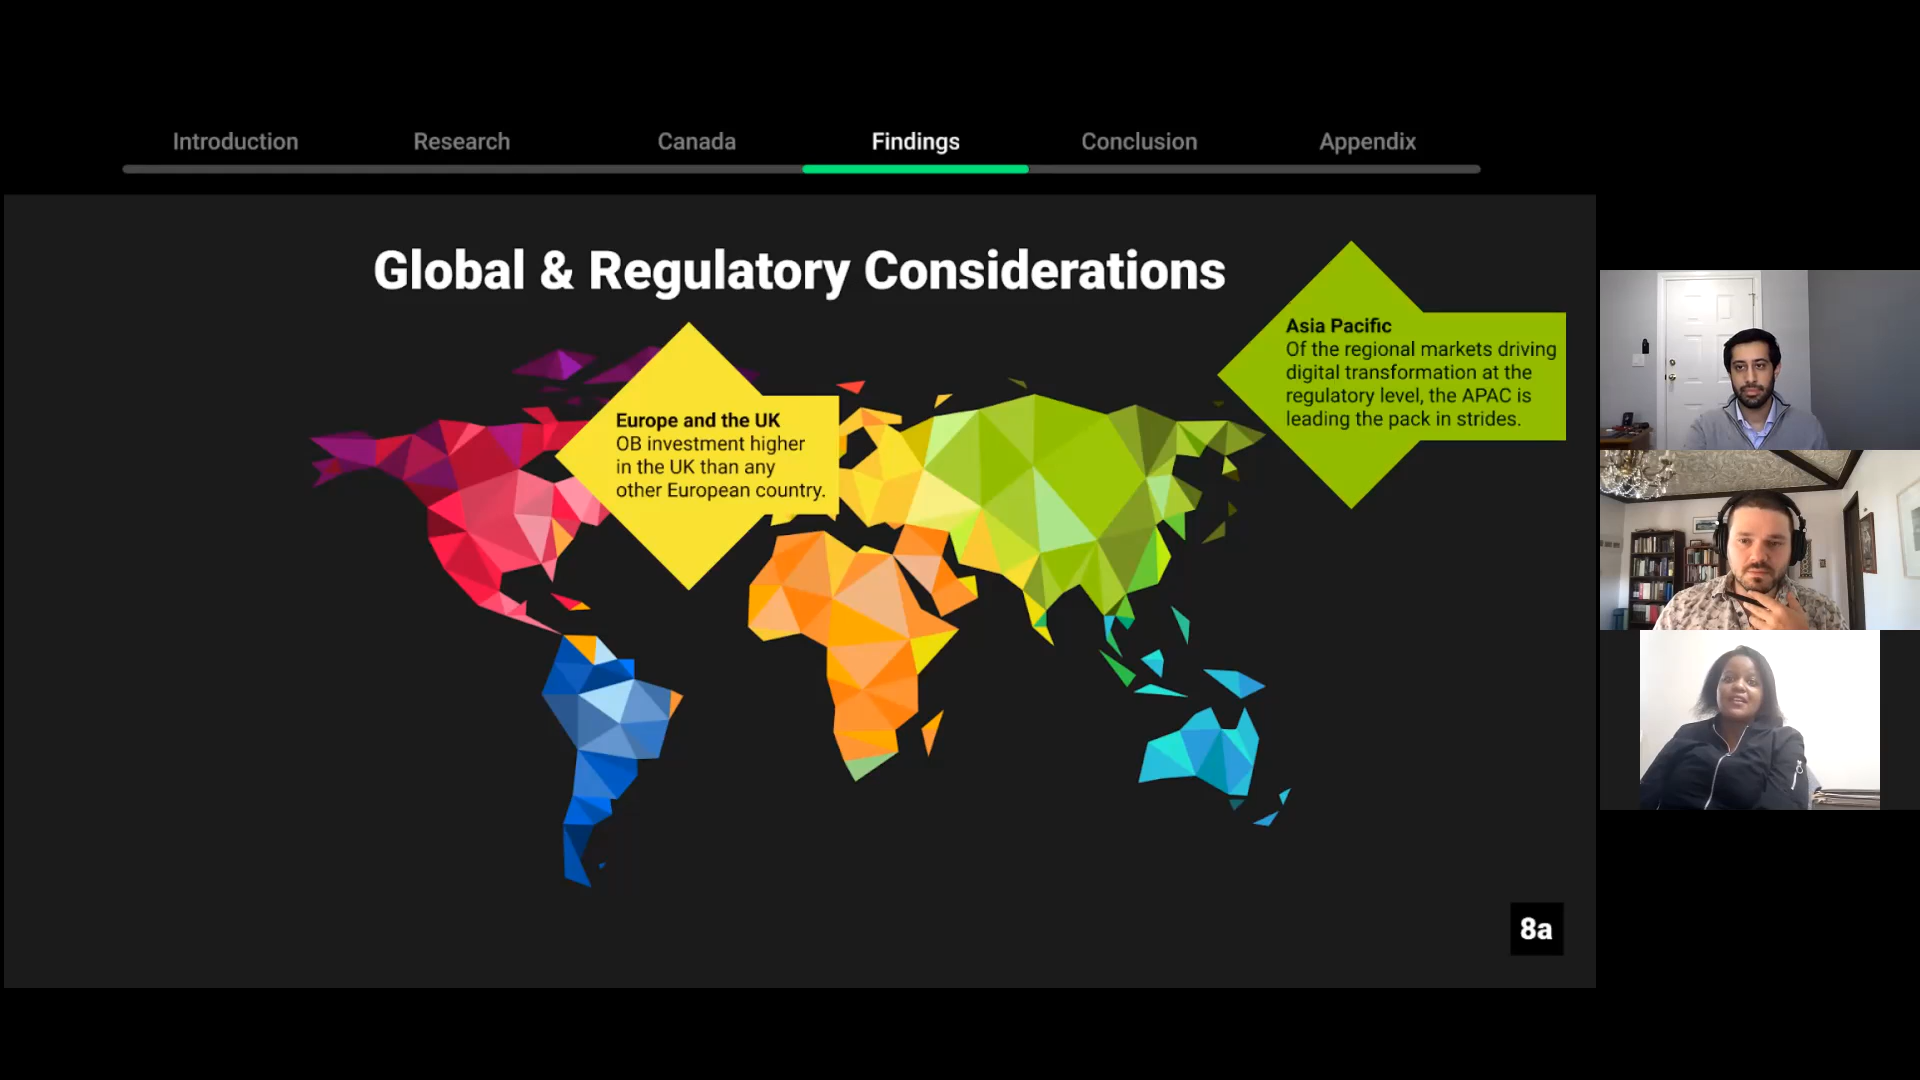 Introduction
Research
Canada
Findings
Conclusion
Appendix
Global & Regulatory Considerations
Europe and the UK
OB investment higher
in the UK than any
other European country.
Asia Pacific
Of the regional markets driving
digital transformation at the
regulatory level, the APAC is
leading the pack in strides.
8a